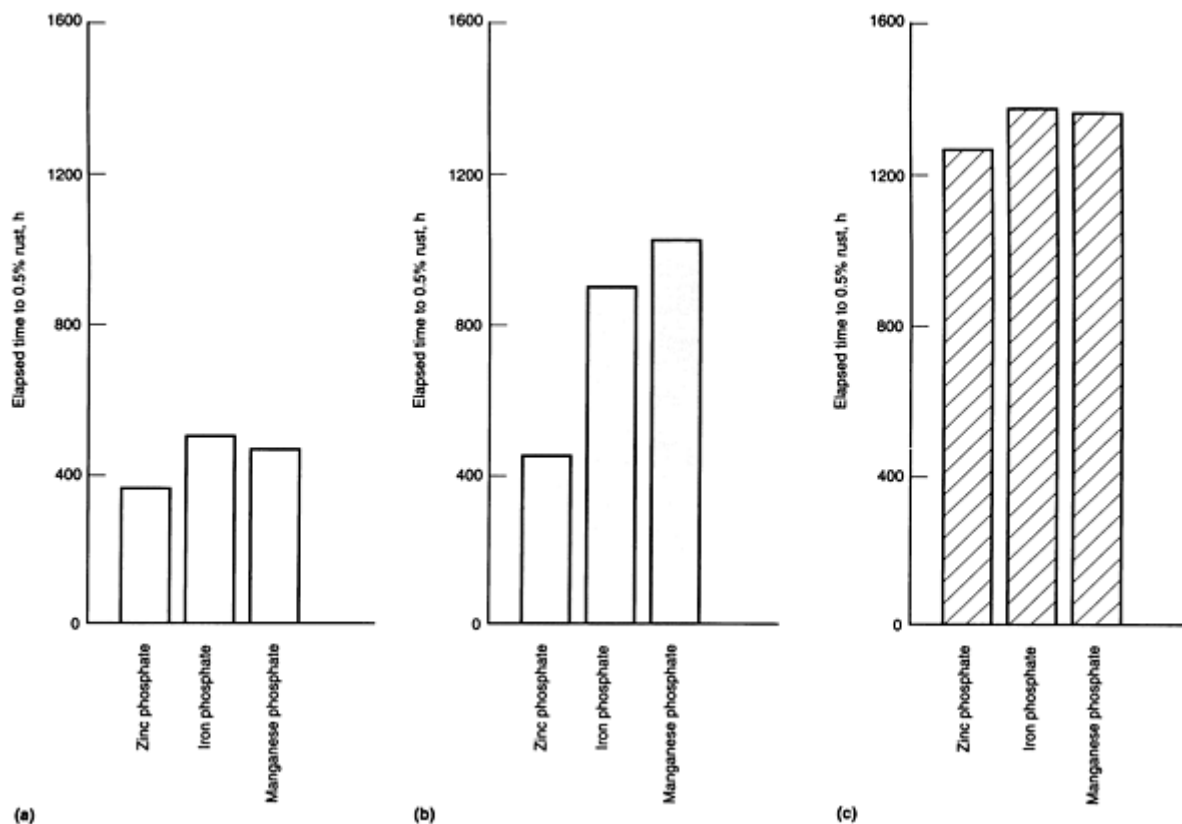 1600
1200
800
400
0
Elapsed time to 0.5% rust, h
Zinc phosphate
Iron phosphate
Manganese phosphate
(a)
1600
1200
800
400
0
Elapsed time to 0.5% rust, h
Zinc phosphate
Iron phosphate
Manganese phosphate
(b)
1600
1200
800
400
0
Elapsed time to 0.5% rust, h
Zinc phosphate
Iron phosphate
Manganese phosphate
(c)